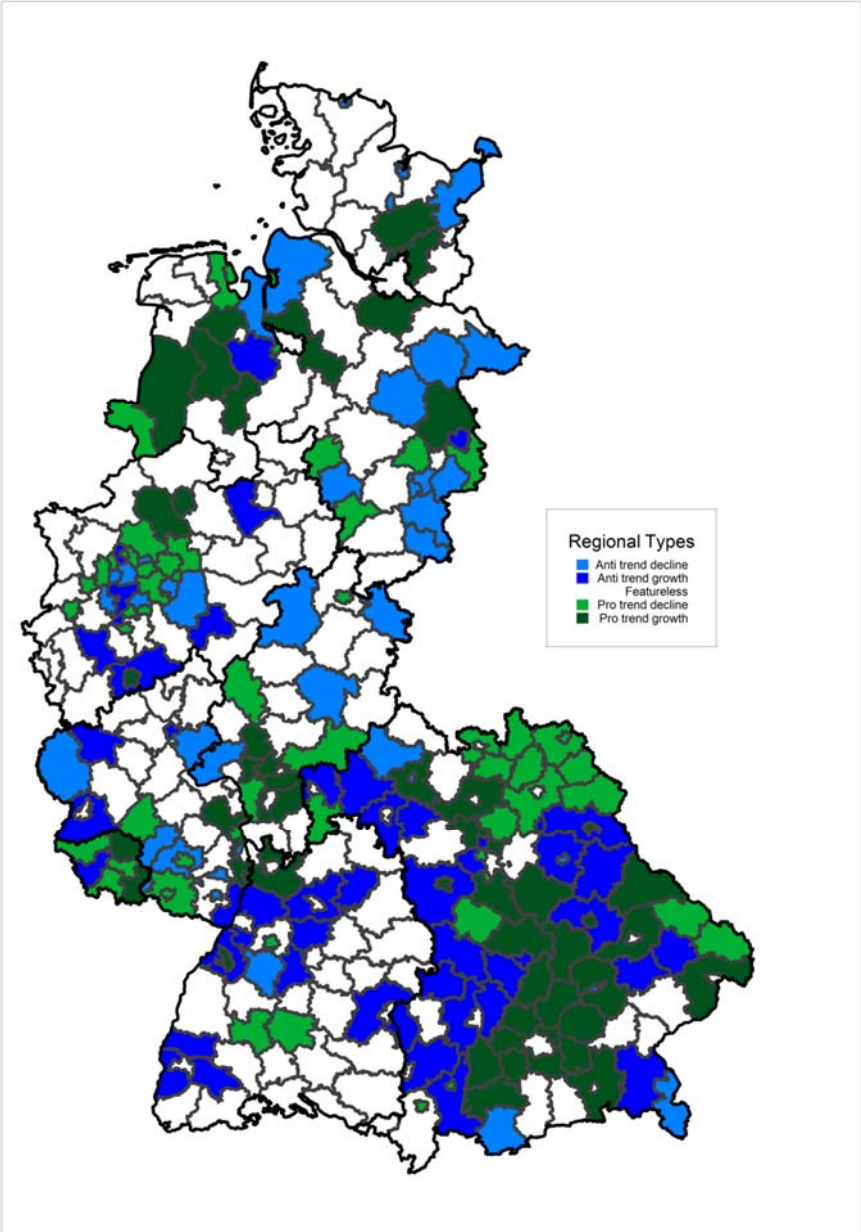 Regional Types
Anti trend decline
Anti trend growth
Featureless
Pro trend decline
Pro trend growth